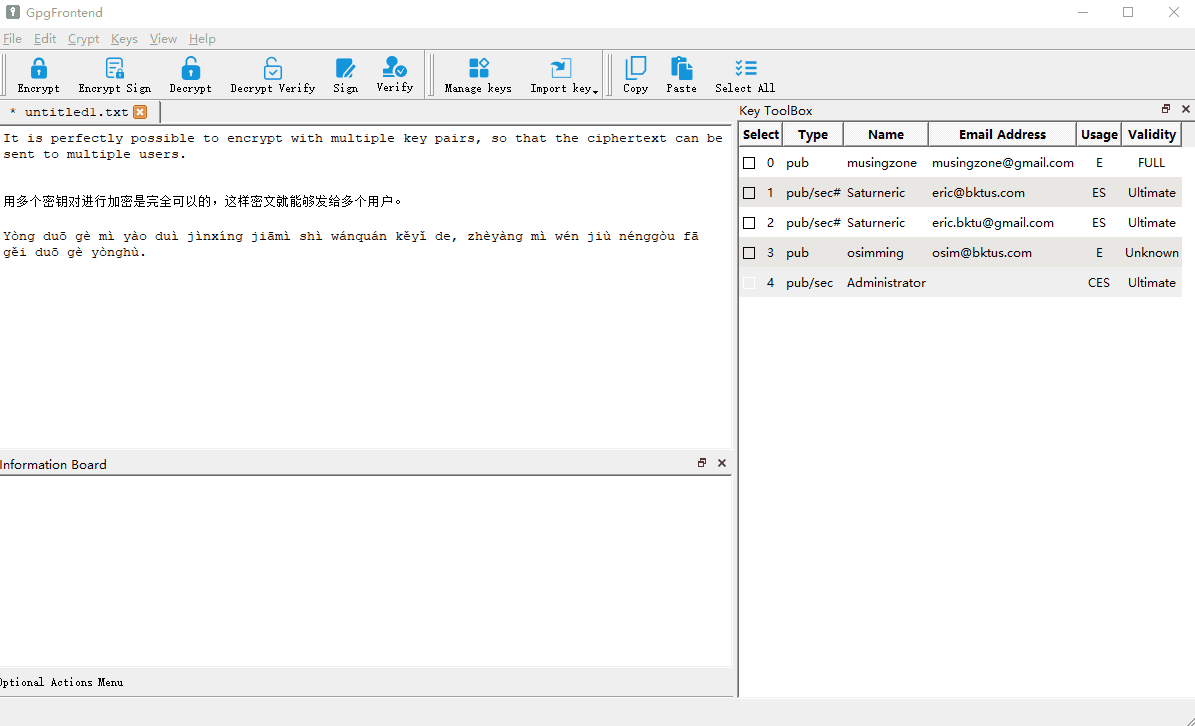 GpgFrontend
File Edit Crypt Keys View Help
Encrypt Encrypt Sign Decrypt Decrypt Verify Sign Verify Manage keys Import key Copy Paste Select All
* untitled1.txt
It is perfectly possible to encrypt with multiple key pairs, so that the ciphertext can be
sent to multiple users.
用多个密钥对进行加密是完全可以的，这样密文就能够发给多个用户。
Yòng duō gè mì yào duì jìnxíng jiāmì shì wánquán kěyǐ de, zhèyàng mì wén jiù nénggòu fā
gěi duō gè yònghù.
Information Board
Optional Actions Menu
Key ToolBox
Select Type Name Email Address Usage Validity
0 pub musingzone musingzone@gmail.com E FULL
1 pub/sec# Saturneric eric@bktus.com ES Ultimate
2 pub/sec# Saturneric eric.bktu@gmail.com ES Ultimate
3 pub osimming osim@bktus.com E Unknown
4 pub/sec Administrator CES Ultimate